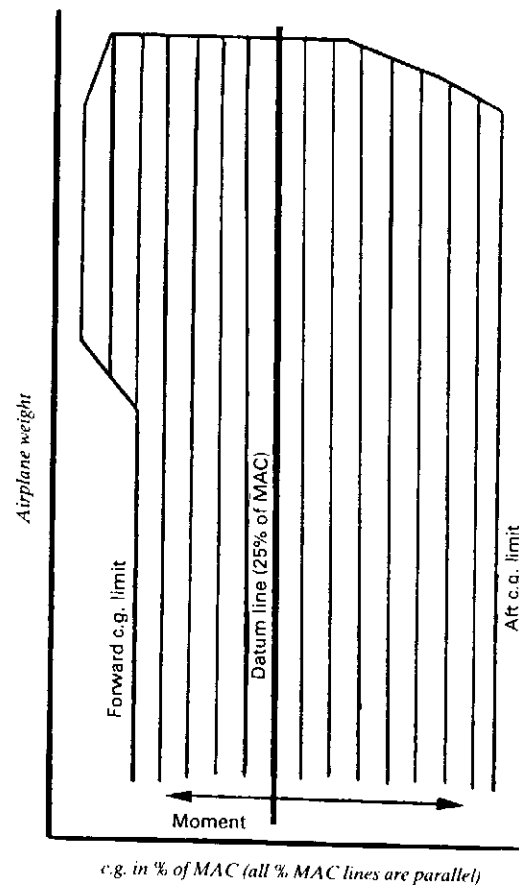 Airplane weight
Forward c.g. limit
Datum line (25% of MAC)
Aft c.g. limit
Moment
c.g. in % of MAC (all % MAC lines are parallel)